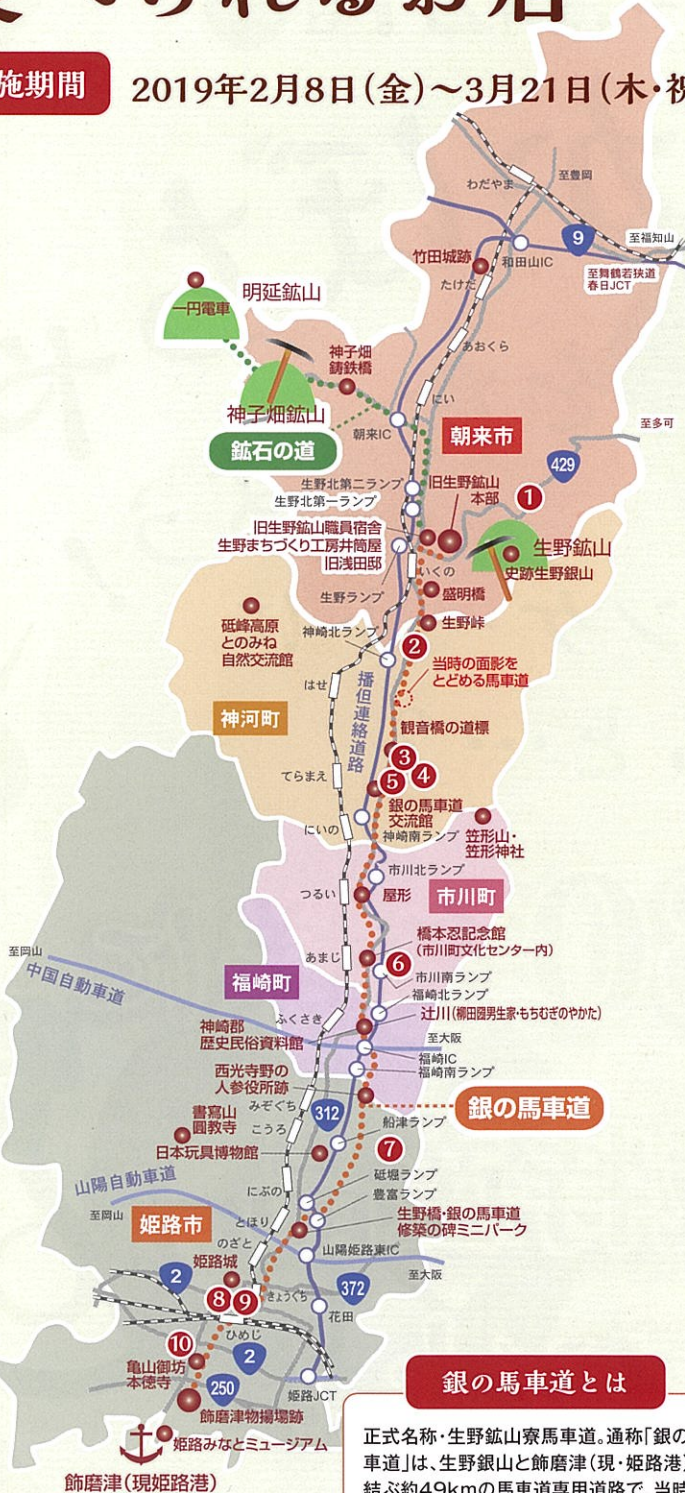 べられるお店
施期間
2019年2月8日(金)～3月21日(木・祝
わだやま
至豊岡
9
至福知山
竹田城跡
和田山IC
至舞鶴若狭道
春日JCT
たけだ
明延鉱山
一円電車
あおくら
神子畑
鋳鉄橋
にい
神子畑鉱山
朝来IC
朝来市
至多可
鉱石の道
429
生野北第二ランプ
生野北第一ランプ
旧生野鉱山
本部
1
旧生野鉱山職員宿舎
生野まちづくり工房井筒屋
旧浅田邸
生野鉱山
史跡生野銀山
いくの
生野ランプ
盛明橋
砥峰高原
とのみね
自然交流館
神崎北ランプ
生野峠
2
当時の面影を
とどめる馬車道
はせ
播但連絡道路
神河町
観音橋の道標
3
4
5
てらまえ
銀の馬車道
交流館
にいの
神崎南ランプ
笠形山・
笠形神社
市川北ランプ
つるい
屋形
市川町
橋本忍記念館
(市川町文化センター内)
あまじ
6
至岡山
中国自動車道
福崎町
市川南ランプ
福崎北ランプ
ふくさき
辻川(柳田國男生家・もちむぎのやかた)
神崎郡
歴史民俗資料館
至大阪
福崎IC
福崎南ランプ
西光寺野の
人参役所跡
みぞぐち
312
銀の馬車道
書寫山
圓教寺
こうろ
船津ランプ
日本玩具博物館
7
砥堀ランプ
山陽自動車道
にぶの
豊富ランプ
至岡山
姫路市
とほり
生野橋・銀の馬車道
修築の碑ミニパーク
のざと
山陽姫路東IC
姫路城
至大阪
2
372
8
9
きょうぐち
花田
ひめじ
10
2
亀山御坊
本徳寺
250
姫路JCT
飾磨津物揚場跡
姫路みなとミュージアム
飾磨津(現姫路港)
銀の馬車道とは
正式名称・生野鉱山寮馬車道。通称「銀の
車道」は、生野銀山と飾磨津(現・姫路港)
結ぶ約49kmの馬車道専用道路で、当時